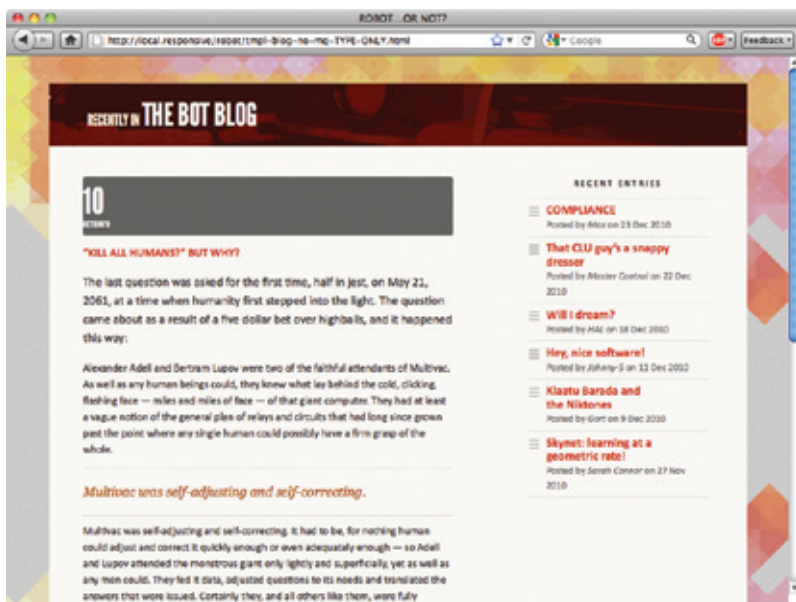 ROBOT...OR NOT?
http://local.responsive/robot/tmpl-blog-no-mq-TYPE-ONLY.html
Google
Feedback
RECENTLY IN THE BOT BLOG
10
OCTOBER
"KILL ALL HUMANS?" BUT WHY?
The last question was asked for the first time, half in jest, on May 21,
2061, at a time when humanity first stepped into the light. The question
came about as a result of a five dollar bet over highballs, and it happened
this way:
Alexander Adell and Bertram Lupov were two of the faithful attendants of Multivac.
As well as any human beings could, they knew what lay behind the cold, clicking,
flashing face — miles and miles of face — of that giant computer. They had at least
a vague notion of the general plan of relays and circuits that had long since grown
past the point where any single human could possibly have a firm grasp of the
whole.
Multivac was self-adjusting and self-correcting.
Multivac was self-adjusting and self-correcting. It had to be, for nothing human
could adjust and correct it quickly enough or even adequately enough — so Adell
and Lupov attended the monstrous giant only lightly and superficially, yet as well as
any men could. They fed it data, adjusted questions to its needs and translated the
answers that were issued. Certainly they, and all others like them, were fully
RECENT ENTRIES
COMPLIANCE
Posted by Max on 23 Dec 2010
That CLU guy's a snappy
dresser
Posted by Master Control on 22 Dec
2010
Will I dream?
Posted by HAL on 18 Dec 2010
Hey, nice software!
Posted by Johnny-5 on 11 Dec 2010
Klaatu Barada and
the Niktones
Posted by Gort on 9 Dec 2010
Skynet: learning at a
geometric rate!
Posted by Sarah Connor on 27 Nov
2010